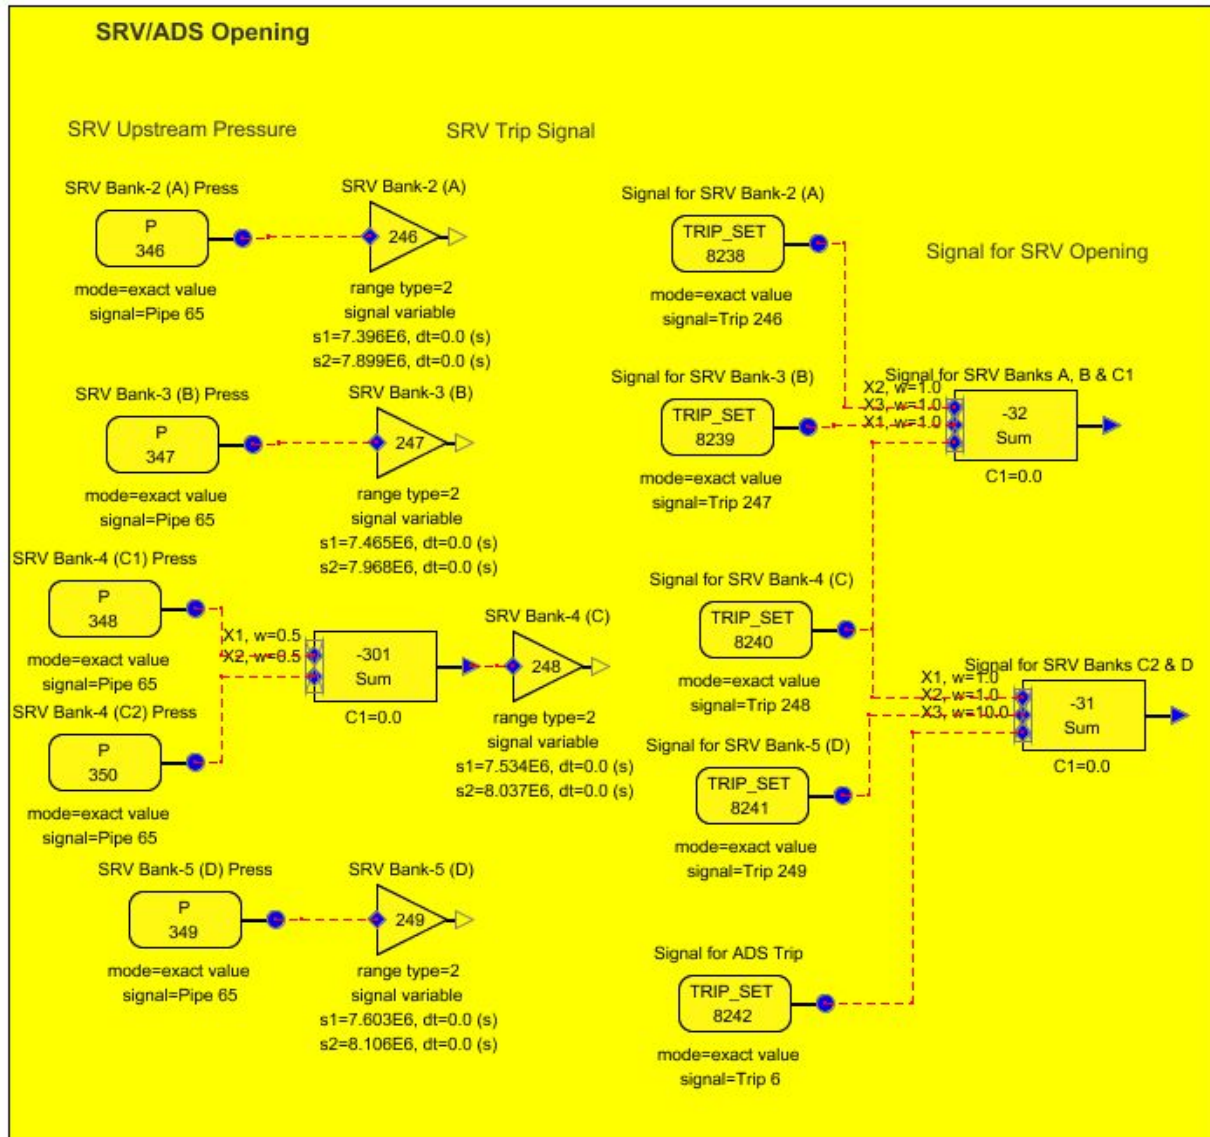 SRV/ADS Opening
SRV Upstream Pressure
SRV Trip Signal
SRV Bank-2 (A) Press
P
346
mode=exact value
signal=Pipe 65
SRV Bank-2 (A)
246
range type=2
signal variable
s1=7.396E6, dt=0.0 (s)
s2=7.899E6, dt=0.0 (s)
SRV Bank-3 (B) Press
P
347
mode=exact value
signal=Pipe 65
SRV Bank-3 (B)
247
range type=2
signal variable
s1=7.465E6, dt=0.0 (s)
s2=7.968E6, dt=0.0 (s)
SRV Bank-4 (C1) Press
P
348
mode=exact value
signal=Pipe 65
SRV Bank-4 (C2) Press
P
350
mode=exact value
signal=Pipe 65
X1, w=0.5
X2, w=0.5
-301
Sum
C1=0.0
SRV Bank-4 (C)
248
range type=2
signal variable
s1=7.534E6, dt=0.0 (s)
s2=8.037E6, dt=0.0 (s)
SRV Bank-5 (D) Press
P
349
mode=exact value
signal=Pipe 65
SRV Bank-5 (D)
249
range type=2
signal variable
s1=7.603E6, dt=0.0 (s)
s2=8.106E6, dt=0.0 (s)
Signal for SRV Bank-2 (A)
TRIP_SET
8238
mode=exact value
signal=Trip 246
Signal for SRV Opening
Signal for SRV Bank-3 (B)
TRIP_SET
8239
mode=exact value
signal=Trip 247
Signal for SRV Banks A, B & C1
X2, w=1.0
X3, w=1.0
X1, w=1.0
-32
Sum
C1=0.0
Signal for SRV Bank-4 (C)
TRIP_SET
8240
mode=exact value
signal=Trip 248
Signal for SRV Banks C2 & D
X1, w=1.0
X2, w=1.0
X3, w=10.0
-31
Sum
C1=0.0
Signal for SRV Bank-5 (D)
TRIP_SET
8241
mode=exact value
signal=Trip 249
Signal for ADS Trip
TRIP_SET
8242
mode=exact value
signal=Trip 6